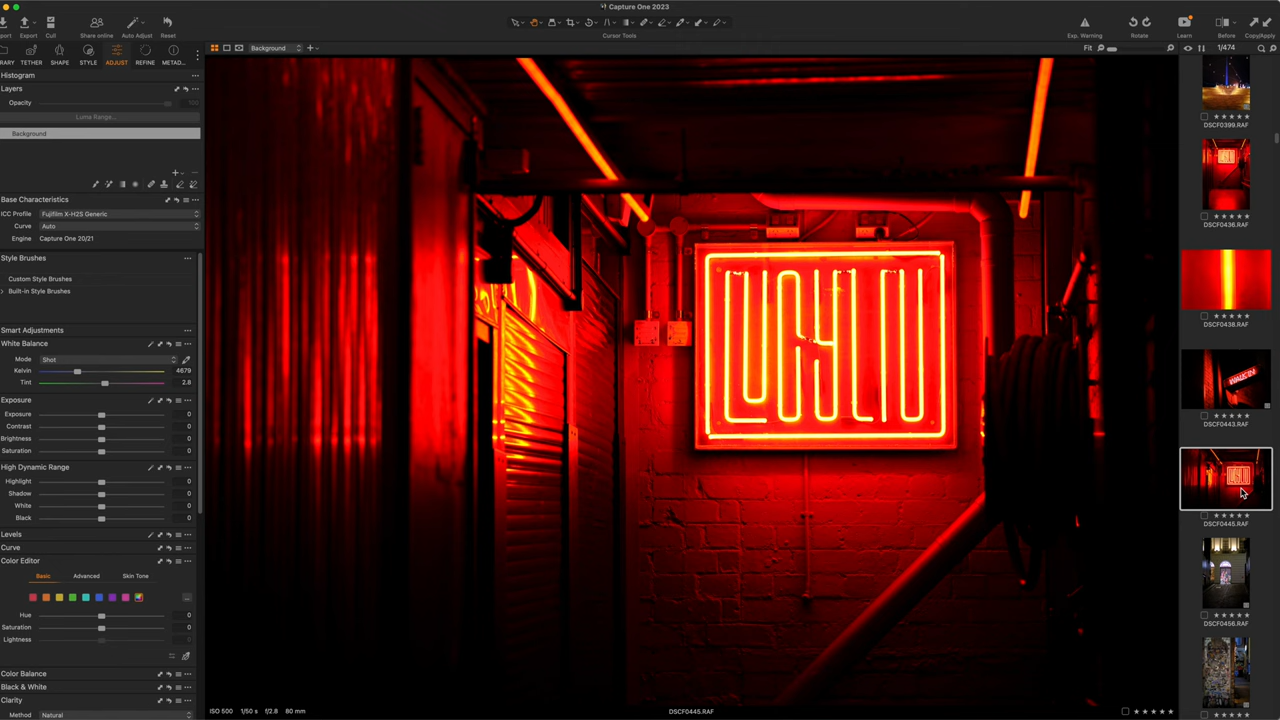 Capture One 2023
Export
Cull
Share online
Auto Adjust
Reset
Cursor Tools
Exp. Warning
Rotate
Learn
Before
Copy/Apply
RARY
TETHER
SHAPE
STYLE
ADJUST
REFINE
METAD...
Background
Fit
1/474
Histogram
Layers
Opacity
100
Luma Range...
Background
Base Characteristics
ICC Profile
Fujifilm X-H2S Generic
Curve
Auto
Engine
Capture One 20/21
Style Brushes
Custom Style Brushes
Built-in Style Brushes
Smart Adjustments
White Balance
Mode
Shot
Kelvin
4679
Tint
2.8
Exposure
Exposure
0
Contrast
0
Brightness
0
Saturation
0
High Dynamic Range
Highlight
0
Shadow
0
White
0
Black
0
Levels
Curve
Color Editor
Basic
Advanced
Skin Tone
Hue
0
Saturation
0
Lightness
0
Color Balance
Black & White
Clarity
Method
Natural
ISO 500
1/50 s
f/2.8
80 mm
DSCF0445.RAF
DSCF0399.RAF
DSCF0436.RAF
DSCF0438.RAF
DSCF0443.RAF
DSCF0445.RAF
DSCF0456.RAF